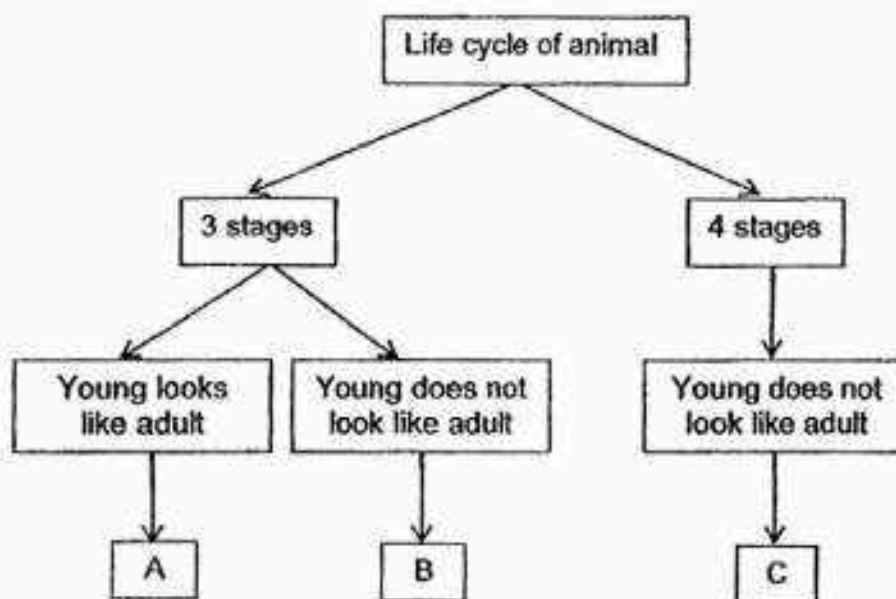 Life cycle of animal
3 stages
4 stages
Young looks
like adult
Young does not
look like adult
Young does not
look like adult
A
B
C